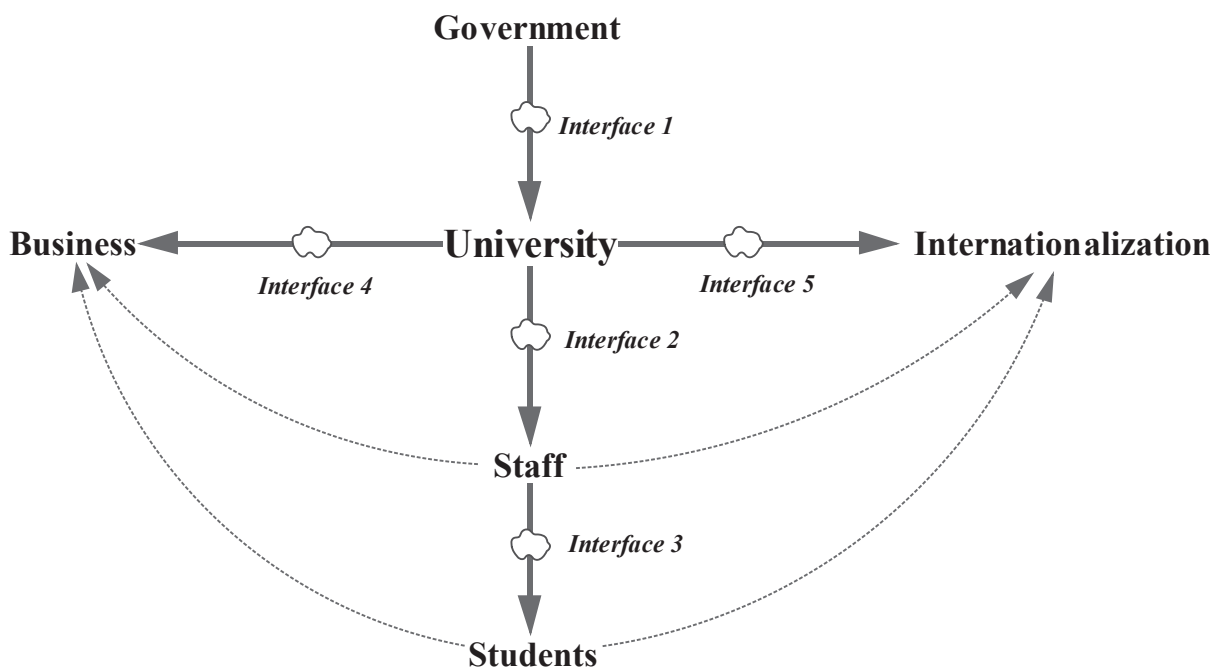 Government
Interface 1
Business
University
Internationalization
Interface 4
Interface 5
Interface 2
Staff
Interface 3
Students